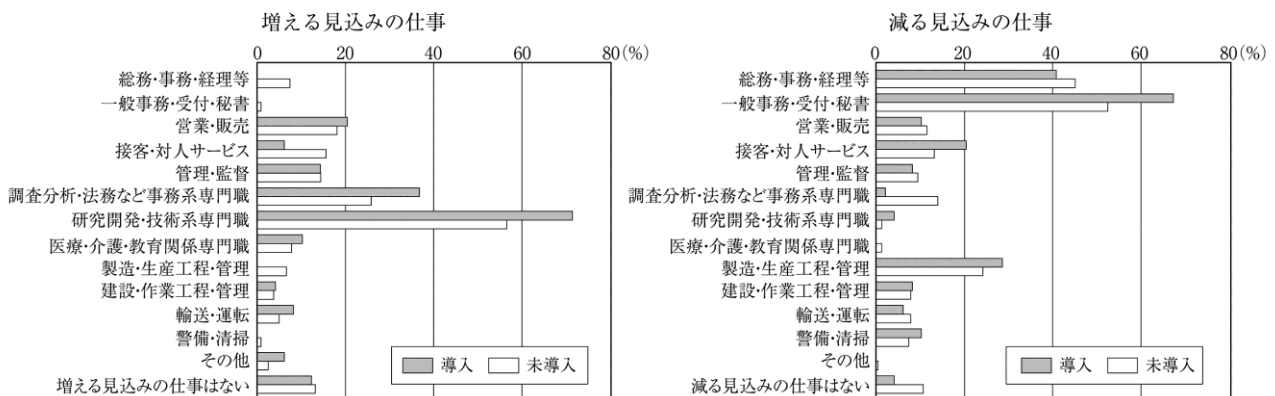 増える見込みの仕事
0 20 40 60 80(%)
総務・事務・経理等
一般事務・受付・秘書
営業・販売
接客・対人サービス
管理・監督
調査分析・法務など事務系専門職
研究開発・技術系専門職
医療・介護・教育関係専門職
製造・生産工程・管理
建設・作業工程・管理
輸送・運転
警備・清掃
その他
増える見込みの仕事はない
導入 未導入
減る見込みの仕事
0 20 40 60 80(%)
総務・事務・経理等
一般事務・受付・秘書
営業・販売
接客・対人サービス
管理・監督
調査分析・法務など事務系専門職
研究開発・技術系専門職
医療・介護・教育関係専門職
製造・生産工程・管理
建設・作業工程・管理
輸送・運転
警備・清掃
その他
減る見込みの仕事はない
導入 未導入